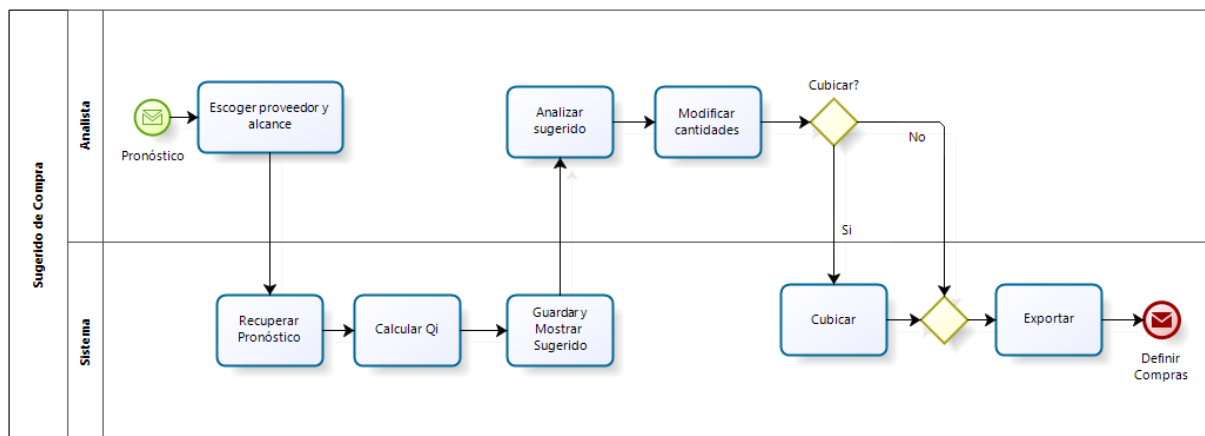 Sugerido de Compra
Analista
Pronóstico
Escoger proveedor y
alcance
Analizar
sugerido
Modificar
cantidades
Cubicar?
No
Si
Sistema
Recuperar
Pronóstico
Calcular Qi
Guardar y
Mostrar
Sugerido
Cubicar
Exportar
Definir
Compras